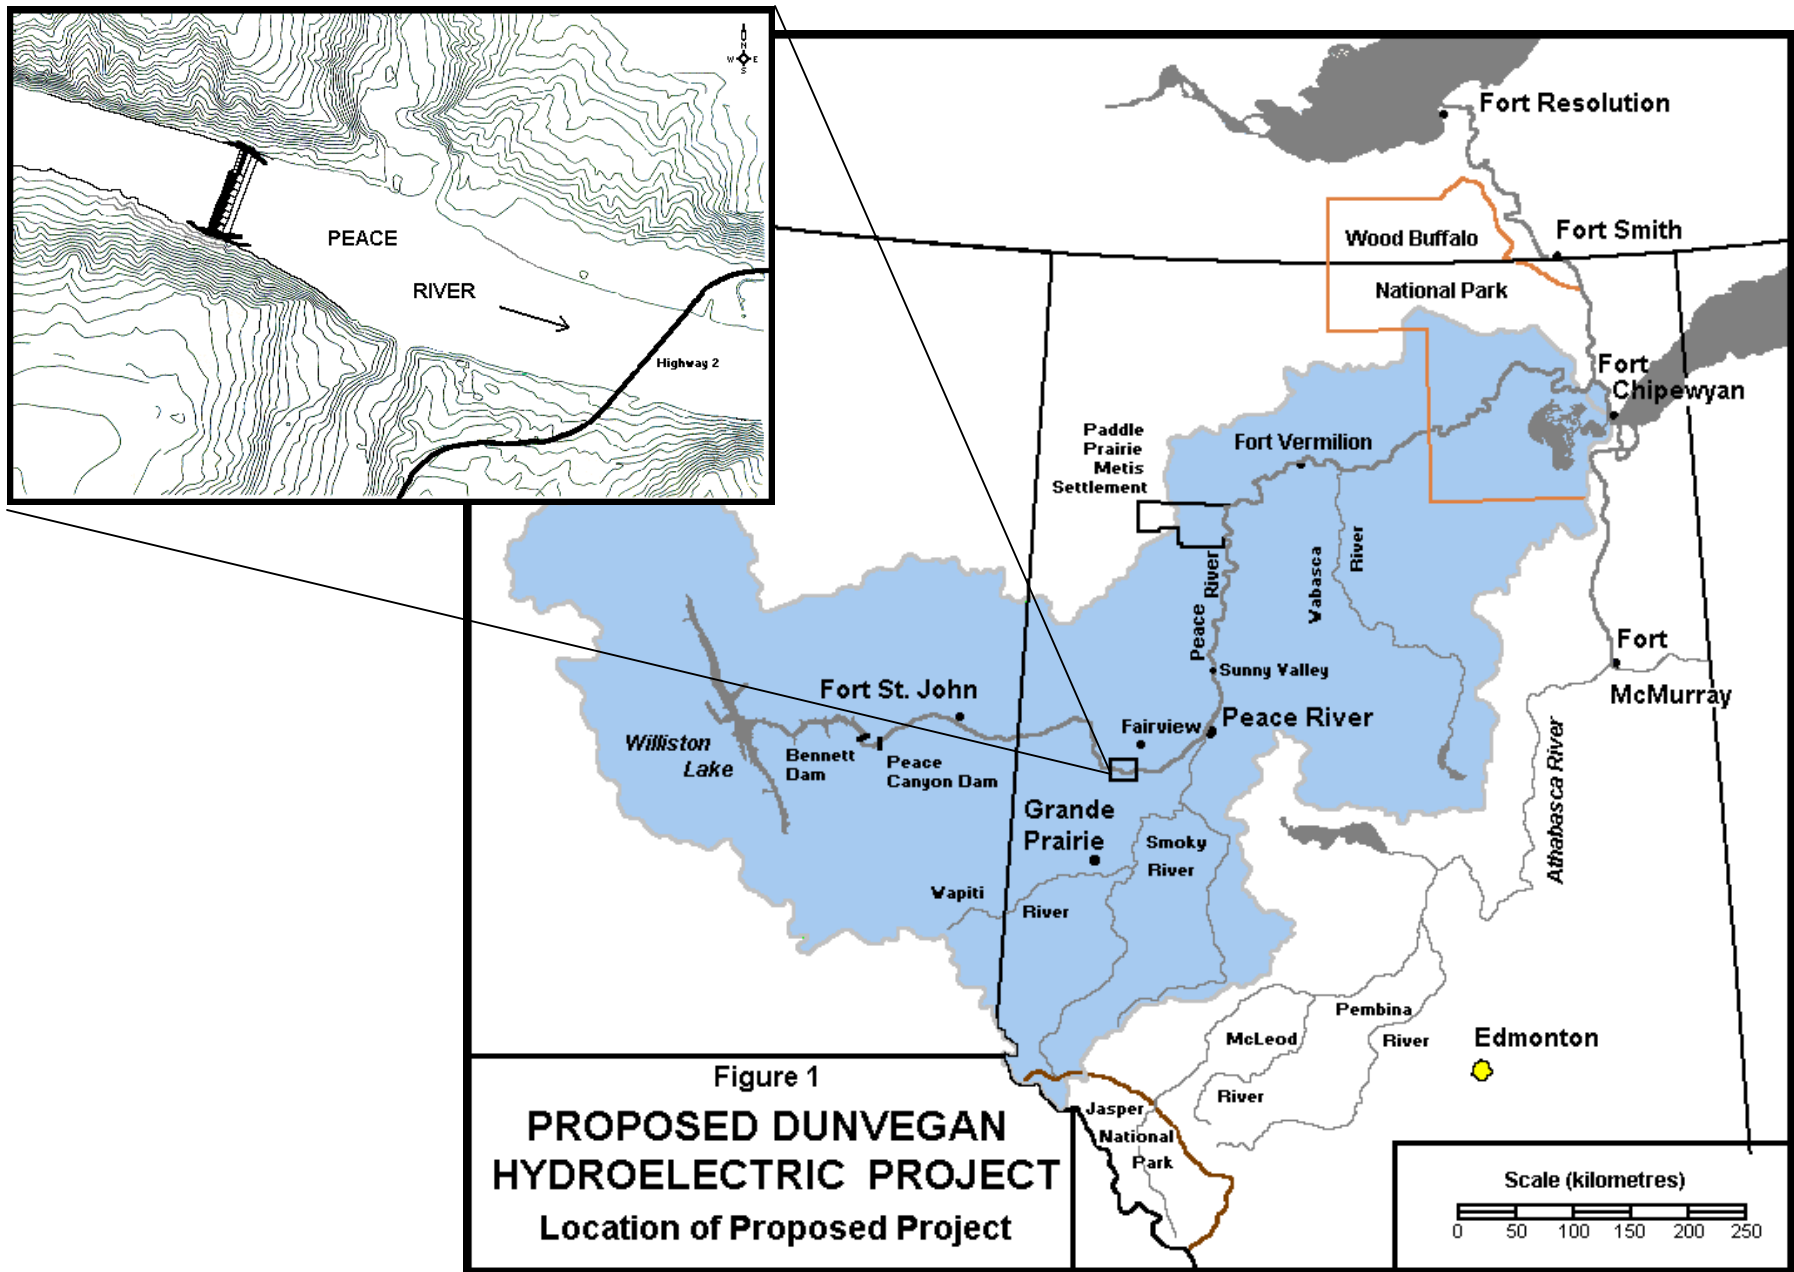 N
W E
S
PEACE
RIVER
Highway 2
Fort Resolution
Wood Buffalo
Fort Smith
National Park
Fort
Chipewyan
Paddle
Prairie
Metis
Settlement
Fort Vermilion
River
Wabasca
Peace
River
Sunny Valley
Fort
McMurray
Fort St. John
Fairview
Peace River
Williston
Lake
Bennett
Dam
Peace
Canyon Dam
Grande
Prairie
Smoky
River
Athabasca River
Wapiti
River
Pembina
River
McLeod
River
Edmonton
Jasper
National
Park
Figure 1
PROPOSED DUNVEGAN
HYDROELECTRIC PROJECT
Location of Proposed Project
Scale (kilometres)
0 50 100 150 200 250